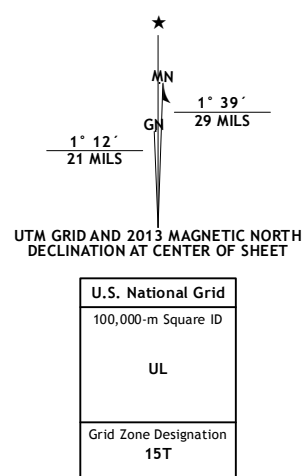 ★
MN
1° 39´
29 MILS
GN
1° 12´
21 MILS
UTM GRID AND 2013 MAGNETIC NORTH
DECLINATION AT CENTER OF SHEET
U.S. National Grid
100,000-m Square ID
UL
Grid Zone Designation
15T